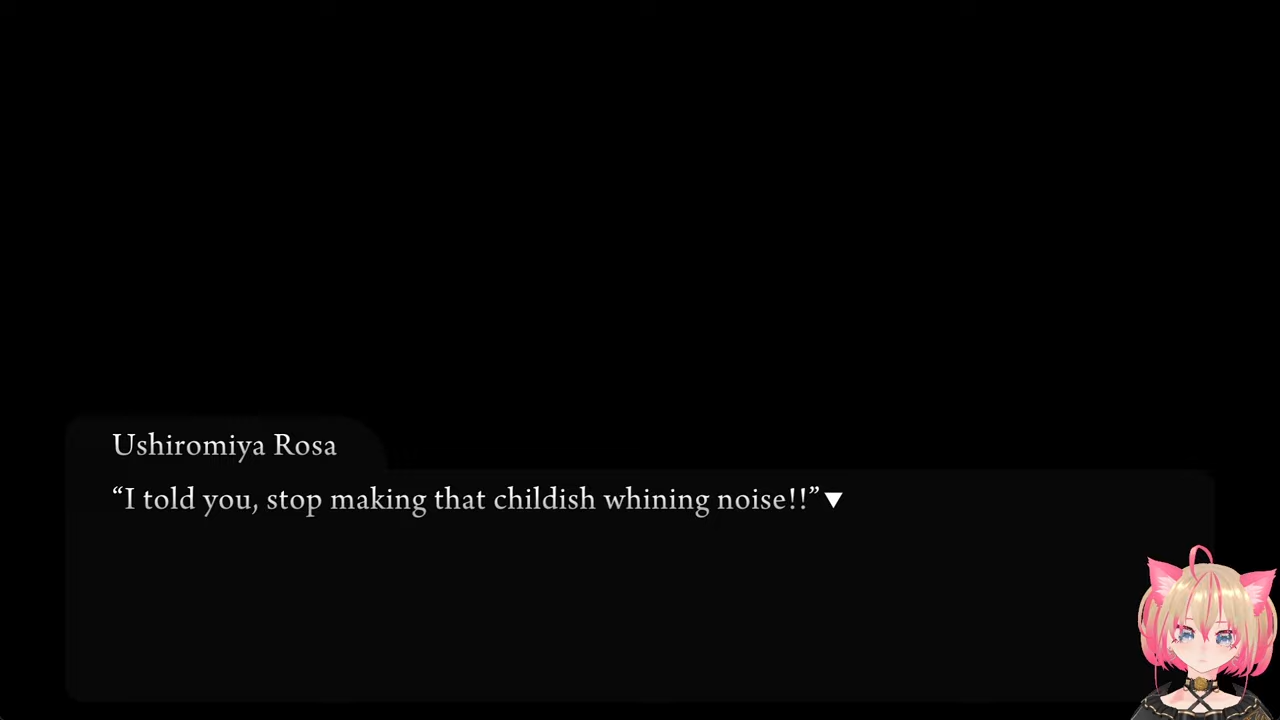 Ushiromiya Rosa
“I told you, stop making that childish whining noise!!”▼